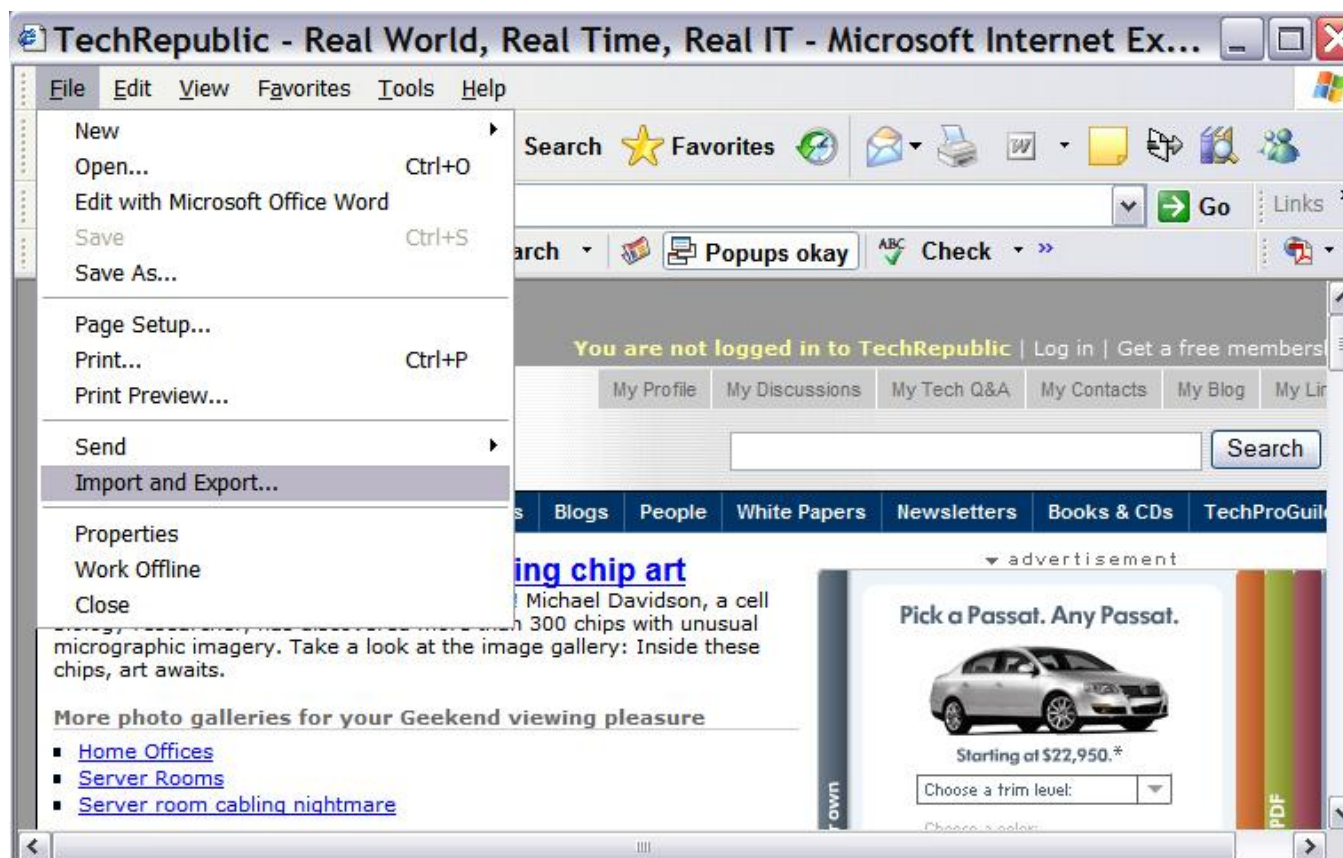 TechRepublic - Real World, Real Time, Real IT - Microsoft Internet Ex...
File Edit View Favorites Tools Help
New
Open... Ctrl+O
Edit with Microsoft Office Word
Save Ctrl+S
Save As...
Page Setup...
Print... Ctrl+P
Print Preview...
Send
Import and Export...
Properties
Work Offline
Close
Search Favorites
W
Go Links
arch Popups okay ABC Check »
You are not logged in to TechRepublic | Log in | Get a free members
My Profile My Discussions My Tech Q&A My Contacts My Blog My Lin
Search
s Blogs People White Papers Newsletters Books & CDs TechProGuild
ing chip art
! Michael Davidson, a cell
than 300 chips with unusual
micrographic imagery. Take a look at the image gallery: Inside these
chips, art awaits.
More photo galleries for your Geekend viewing pleasure
Home Offices
Server Rooms
Server room cabling nightmare
advertisement
Pick a Passat. Any Passat.
Starting at $22,950.*
Choose a trim level:
Choose a color:
Town
PDF